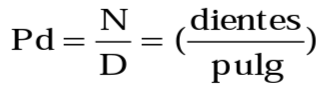 Pd = N/D = (dientes/pulg)